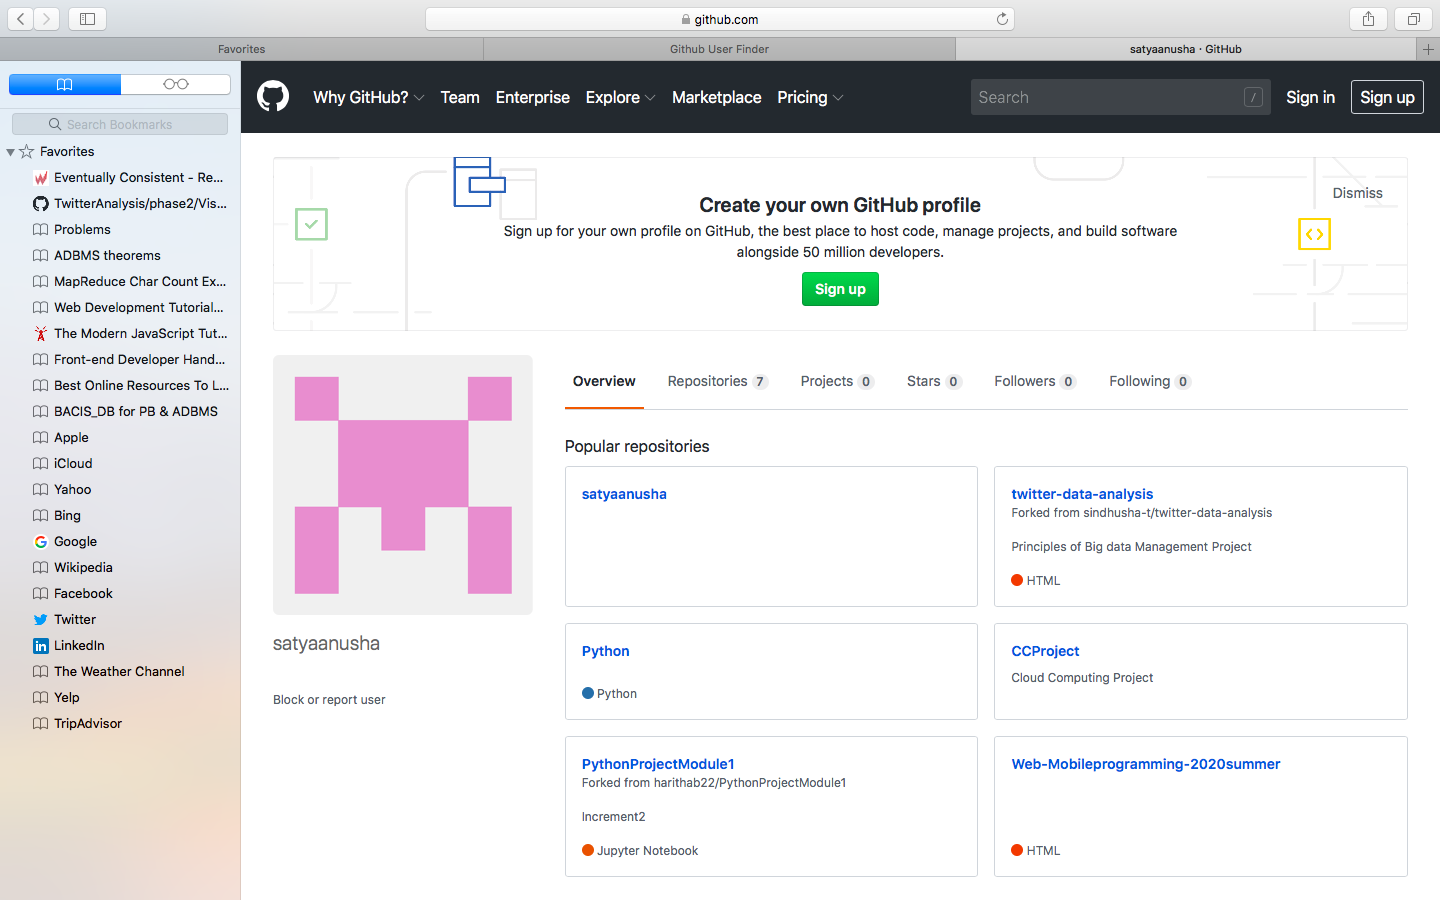 github.com
Favorites
Github User Finder
satyaanusha · GitHub
Search Bookmarks
Favorites
Eventually Consistent - Re...
TwitterAnalysis/phase2/Vis...
Problems
ADBMS theorems
MapReduce Char Count Ex...
Web Development Tutorial...
The Modern JavaScript Tut...
Front-end Developer Hand...
Best Online Resources To L...
BACIS_DB for PB & ADBMS
Apple
iCloud
Yahoo
Bing
Google
Wikipedia
Facebook
Twitter
LinkedIn
The Weather Channel
Yelp
TripAdvisor
Why GitHub? Team Enterprise Explore Marketplace Pricing
Search /
Sign in
Sign up
Dismiss
Create your own GitHub profile
Sign up for your own profile on GitHub, the best place to host code, manage projects, and build software
alongside 50 million developers.
Sign up
satyaanusha
Block or report user
Overview Repositories 7 Projects 0 Stars 0 Followers 0 Following 0
Popular repositories
satyaanusha
twitter-data-analysis
Forked from sindhusha-t/twitter-data-analysis
Principles of Big data Management Project
HTML
Python
Python
CCProject
Cloud Computing Project
PythonProjectModule1
Forked from harithab22/PythonProjectModule1
Increment2
Jupyter Notebook
Web-Mobileprogramming-2020summer
HTML